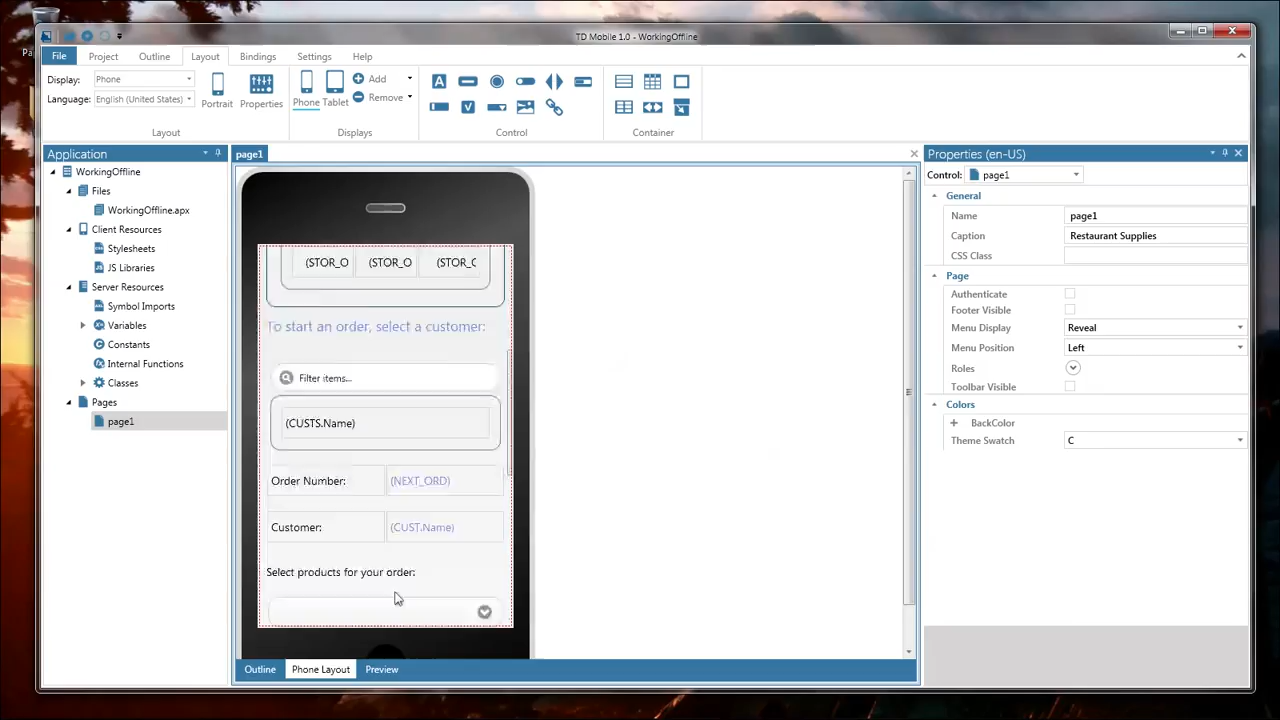 TD Mobile 1.0 - WorkingOffline
File Project Outline Layout Bindings Settings Help
Display: Phone
Language: English (United States)
Portrait Properties
Phone Tablet
Add
Remove
Layout Displays Control Container
Application
WorkingOffline
Files
WorkingOffline.apx
Client Resources
Stylesheets
JS Libraries
Server Resources
Symbol Imports
Variables
Constants
Internal Functions
Classes
Pages
page1
page1
(STOR_O (STOR_O (STOR_C
To start an order, select a customer:
Filter items...
(CUSTS.Name)
Order Number: (NEXT_ORD)
Customer: (CUST.Name)
Select products for your order:
Outline Phone Layout Preview
Properties (en-US)
Control: page1
General
Name page1
Caption Restaurant Supplies
CSS Class
Page
Authenticate
Footer Visible
Menu Display Reveal
Menu Position Left
Roles
Toolbar Visible
Colors
BackColor
Theme Swatch C